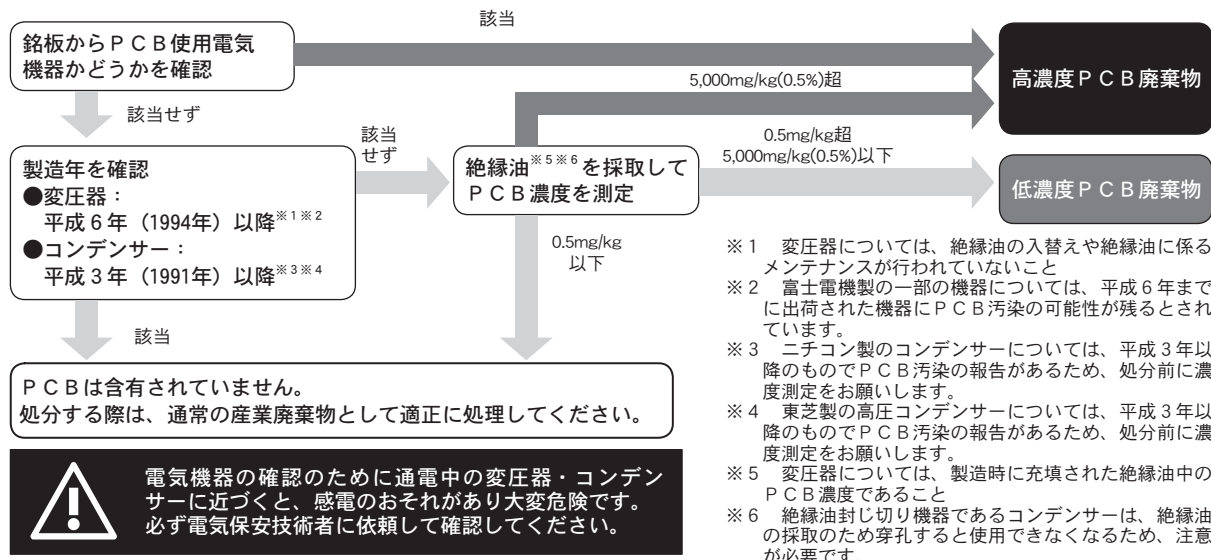 該当
銘板からＰＣＢ使用電気
機器かどうかを確認
高濃度ＰＣＢ廃棄物
5,000mg/kg(0.5%)超
該当せず
該当
せず
0.5mg/kg超
5,000mg/kg(0.5%)以下
製造年を確認
●変圧器：
平成６年（1994年）以降※１※２
●コンデンサー：
平成３年（1991年）以降※３※４
絶縁油※５※６を採取して
ＰＣＢ濃度を測定
低濃度ＰＣＢ廃棄物
0.5mg/kg
以下
該当
ＰＣＢは含有されていません。
処分する際は、通常の産業廃棄物として適正に処理してください。
電気機器の確認のために通電中の変圧器・コンデン
サーに近づくと、感電のおそれがあり大変危険です。
必ず電気保安技術者に依頼して確認してください。
※１　変圧器については、絶縁油の入替えや絶縁油に係る
メンテナンスが行われていないこと
※２　富士電機製の一部の機器については、平成６年まで
に出荷された機器にＰＣＢ汚染の可能性が残るとされ
ています。
※３　ニチコン製のコンデンサーについては、平成３年以
降のものでＰＣＢ汚染の報告があるため、処分前に濃
度測定をお願いします。
※４　東芝製の高圧コンデンサーについては、平成３年以
降のものでＰＣＢ汚染の報告があるため、処分前に濃
度測定をお願いします。
※５　変圧器については、製造時に充填された絶縁油中の
ＰＣＢ濃度であること
※６　絶縁油封じ切り機器であるコンデンサーは、絶縁油
の採取のため穿孔すると使用できなくなるため、注意
が必要です